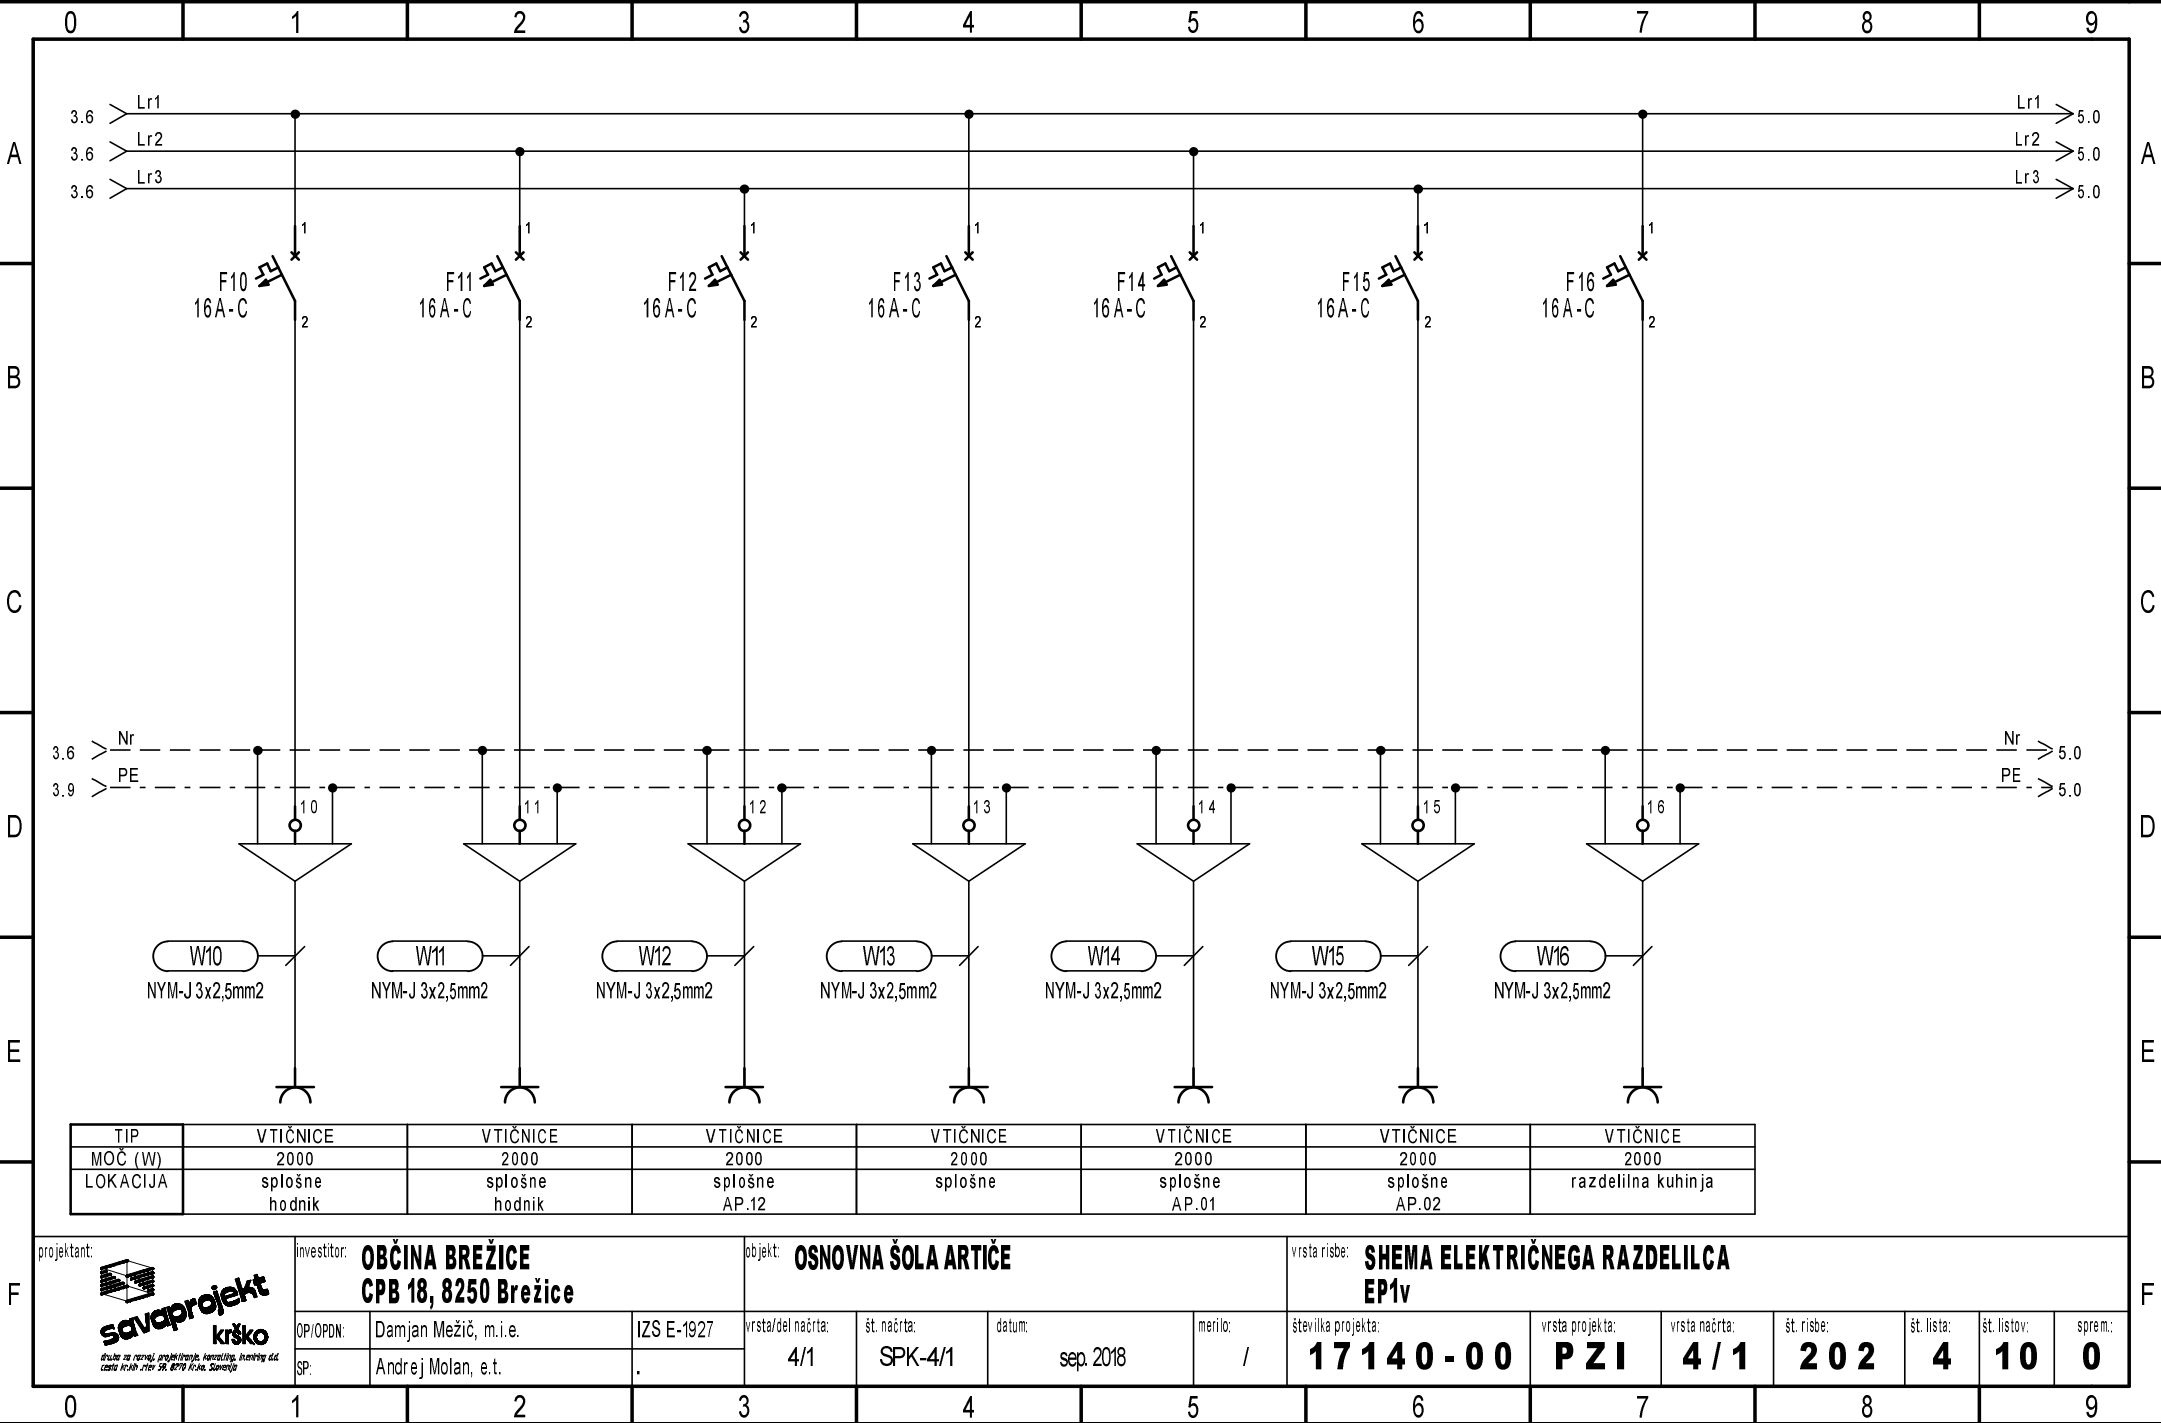 0 1 2 3 4 5 6 7 8 9
3.6 Lr1 Lr1 5.0
3.6 Lr2 Lr2 5.0
3.6 Lr3 Lr3 5.0
A A
1 1 1 1 1 1 1
F10 F11 F12 F13 F14 F15 F16
16A-C 16A-C 16A-C 16A-C 16A-C 16A-C 16A-C
2 2 2 2 2 2 2
B B
C C
3.6 Nr Nr 5.0
3.9 PE PE 5.0
10 11 12 13 14 15 16
D D
W10 W11 W12 W13 W14 W15 W16
NYM-J 3x2,5mm2 NYM-J 3x2,5mm2 NYM-J 3x2,5mm2 NYM-J 3x2,5mm2 NYM-J 3x2,5mm2 NYM-J 3x2,5mm2 NYM-J 3x2,5mm2
E E
TIP VTIČNICE VTIČNICE VTIČNICE VTIČNICE VTIČNICE VTIČNICE VTIČNICE
MOČ (W) 2000 2000 2000 2000 2000 2000 2000
LOKACIJA splošne splošne splošne splošne splošne splošne razdelilna kuhinja
hodnik hodnik AP.12 AP.01 AP.02
projektant:
savaprojekt
krško
investitor: OBČINA BREŽICE
CPB 18, 8250 Brežice
objekt: OSNOVNA ŠOLA ARTIČE
vrsta risbe: SHEMA ELEKTRIČNEGA RAZDELILCA
EP1v
F F
OP/OPDN: Damjan Mežič, m.i.e. IZS E-1927
SP: Andrej Molan, e.t. .
vrsta/del načrta: št. načrta: datum: merilo: številka projekta: vrsta projekta: vrsta načrta: št. risbe: št. lista: št. listov: sprem.:
4/1 SPK-4/1 sep. 2018 / 17140-00 PZI 4/1 202 4 10 0
0 1 2 3 4 5 6 7 8 9